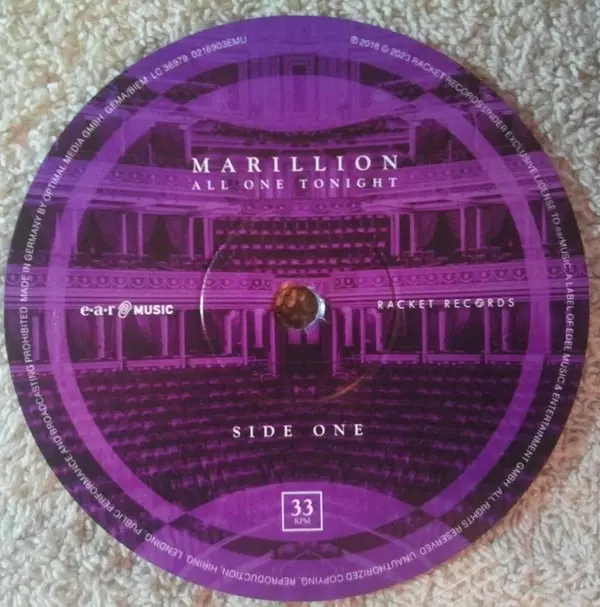 MARILLION
ALL ONE TONIGHT
e·a·r MUSIC
RACKET RECORDS
SIDE ONE
33
RPM
℗ 2018 © 2023 RACKET RECORDS UNDER EXCLUSIVE LICENSE TO earMUSIC, A LABEL OF EDEL MUSIC & ENTERTAINMENT GMBH. ALL RIGHTS RESERVED. UNAUTHORIZED COPYING, REPRODUCTION, HIRING, LENDING, PUBLIC PERFORMANCE AND BROADCASTING PROHIBITED. MADE IN GERMANY BY OPTIMAL MEDIA GMBH. GEMA/BIEM. LC 36979. 0216903EMU